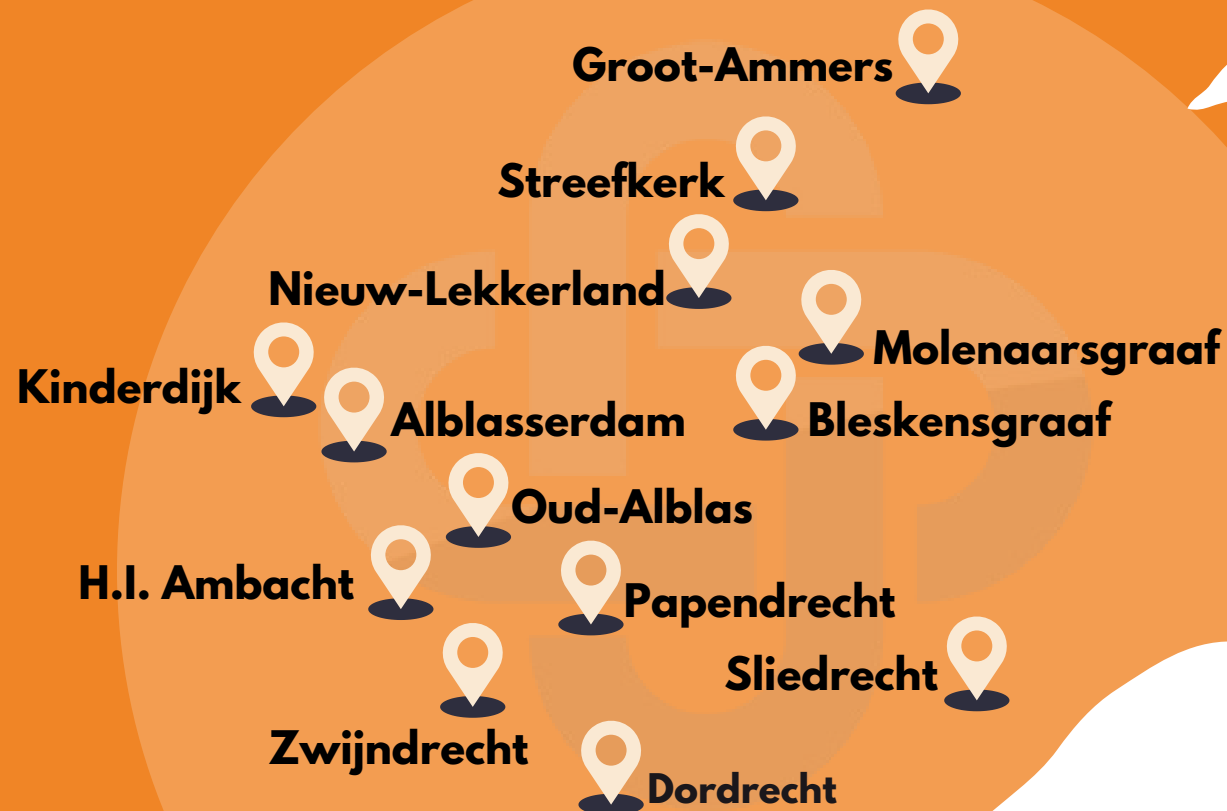 Groot-Ammers
Streefkerk
Nieuw-Lekkerland
Molenaarsgraaf
Kinderdijk
Alblasserdam
Bleskensgraaf
Oud-Alblas
H.I. Ambacht
Papendrecht
Sliedrecht
Zwijndrecht
Dordrecht